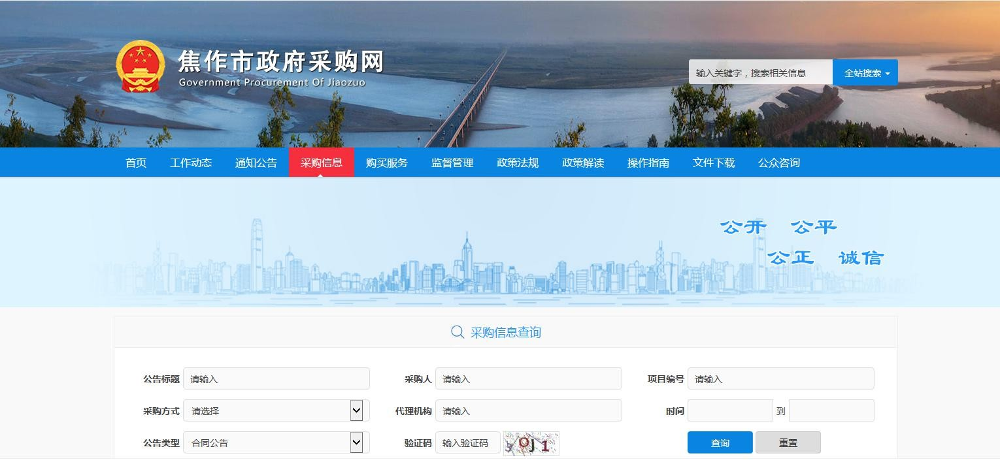 焦作市政府采购网
Government Procurement Of Jiaozuo
输入关键字，搜索相关信息 全站搜索
首页 工作动态 通知公告 采购信息 购买服务 监督管理 政策法规 政策解读 操作指南 文件下载 公众咨询
公开 公平
公正 诚信
采购信息查询
公告标题 请输入 采购人 请输入 项目编号 请输入
采购方式 请选择 代理机构 请输入 时间 到
公告类型 合同公告 验证码 输入验证码 查询 重置